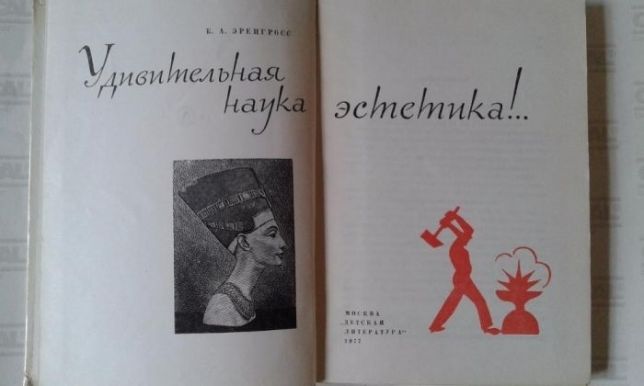 Б. А. ЭРЕНГРОСС
Удивительная
наука эстетика!..
МОСКВА
„ДЕТСКАЯ
ЛИТЕРАТУРА“
1977